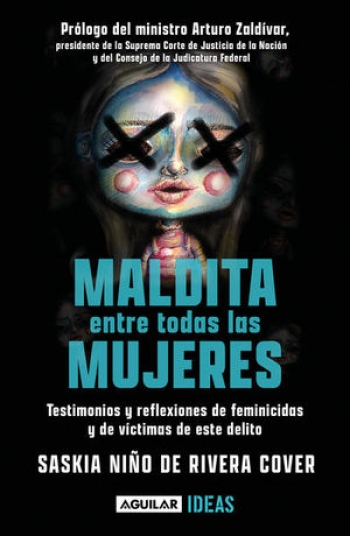 Prólogo del ministro Arturo Zaldívar,
presidente de la Suprema Corte de Justicia de la Nación
y del Consejo de la Judicatura Federal
MALDITA
entre todas las
MUJERES
Testimonios y reflexiones de feminicidas
y de víctimas de este delito
SASKIA NIÑO DE RIVERA COVER
AGUILAR IDEAS